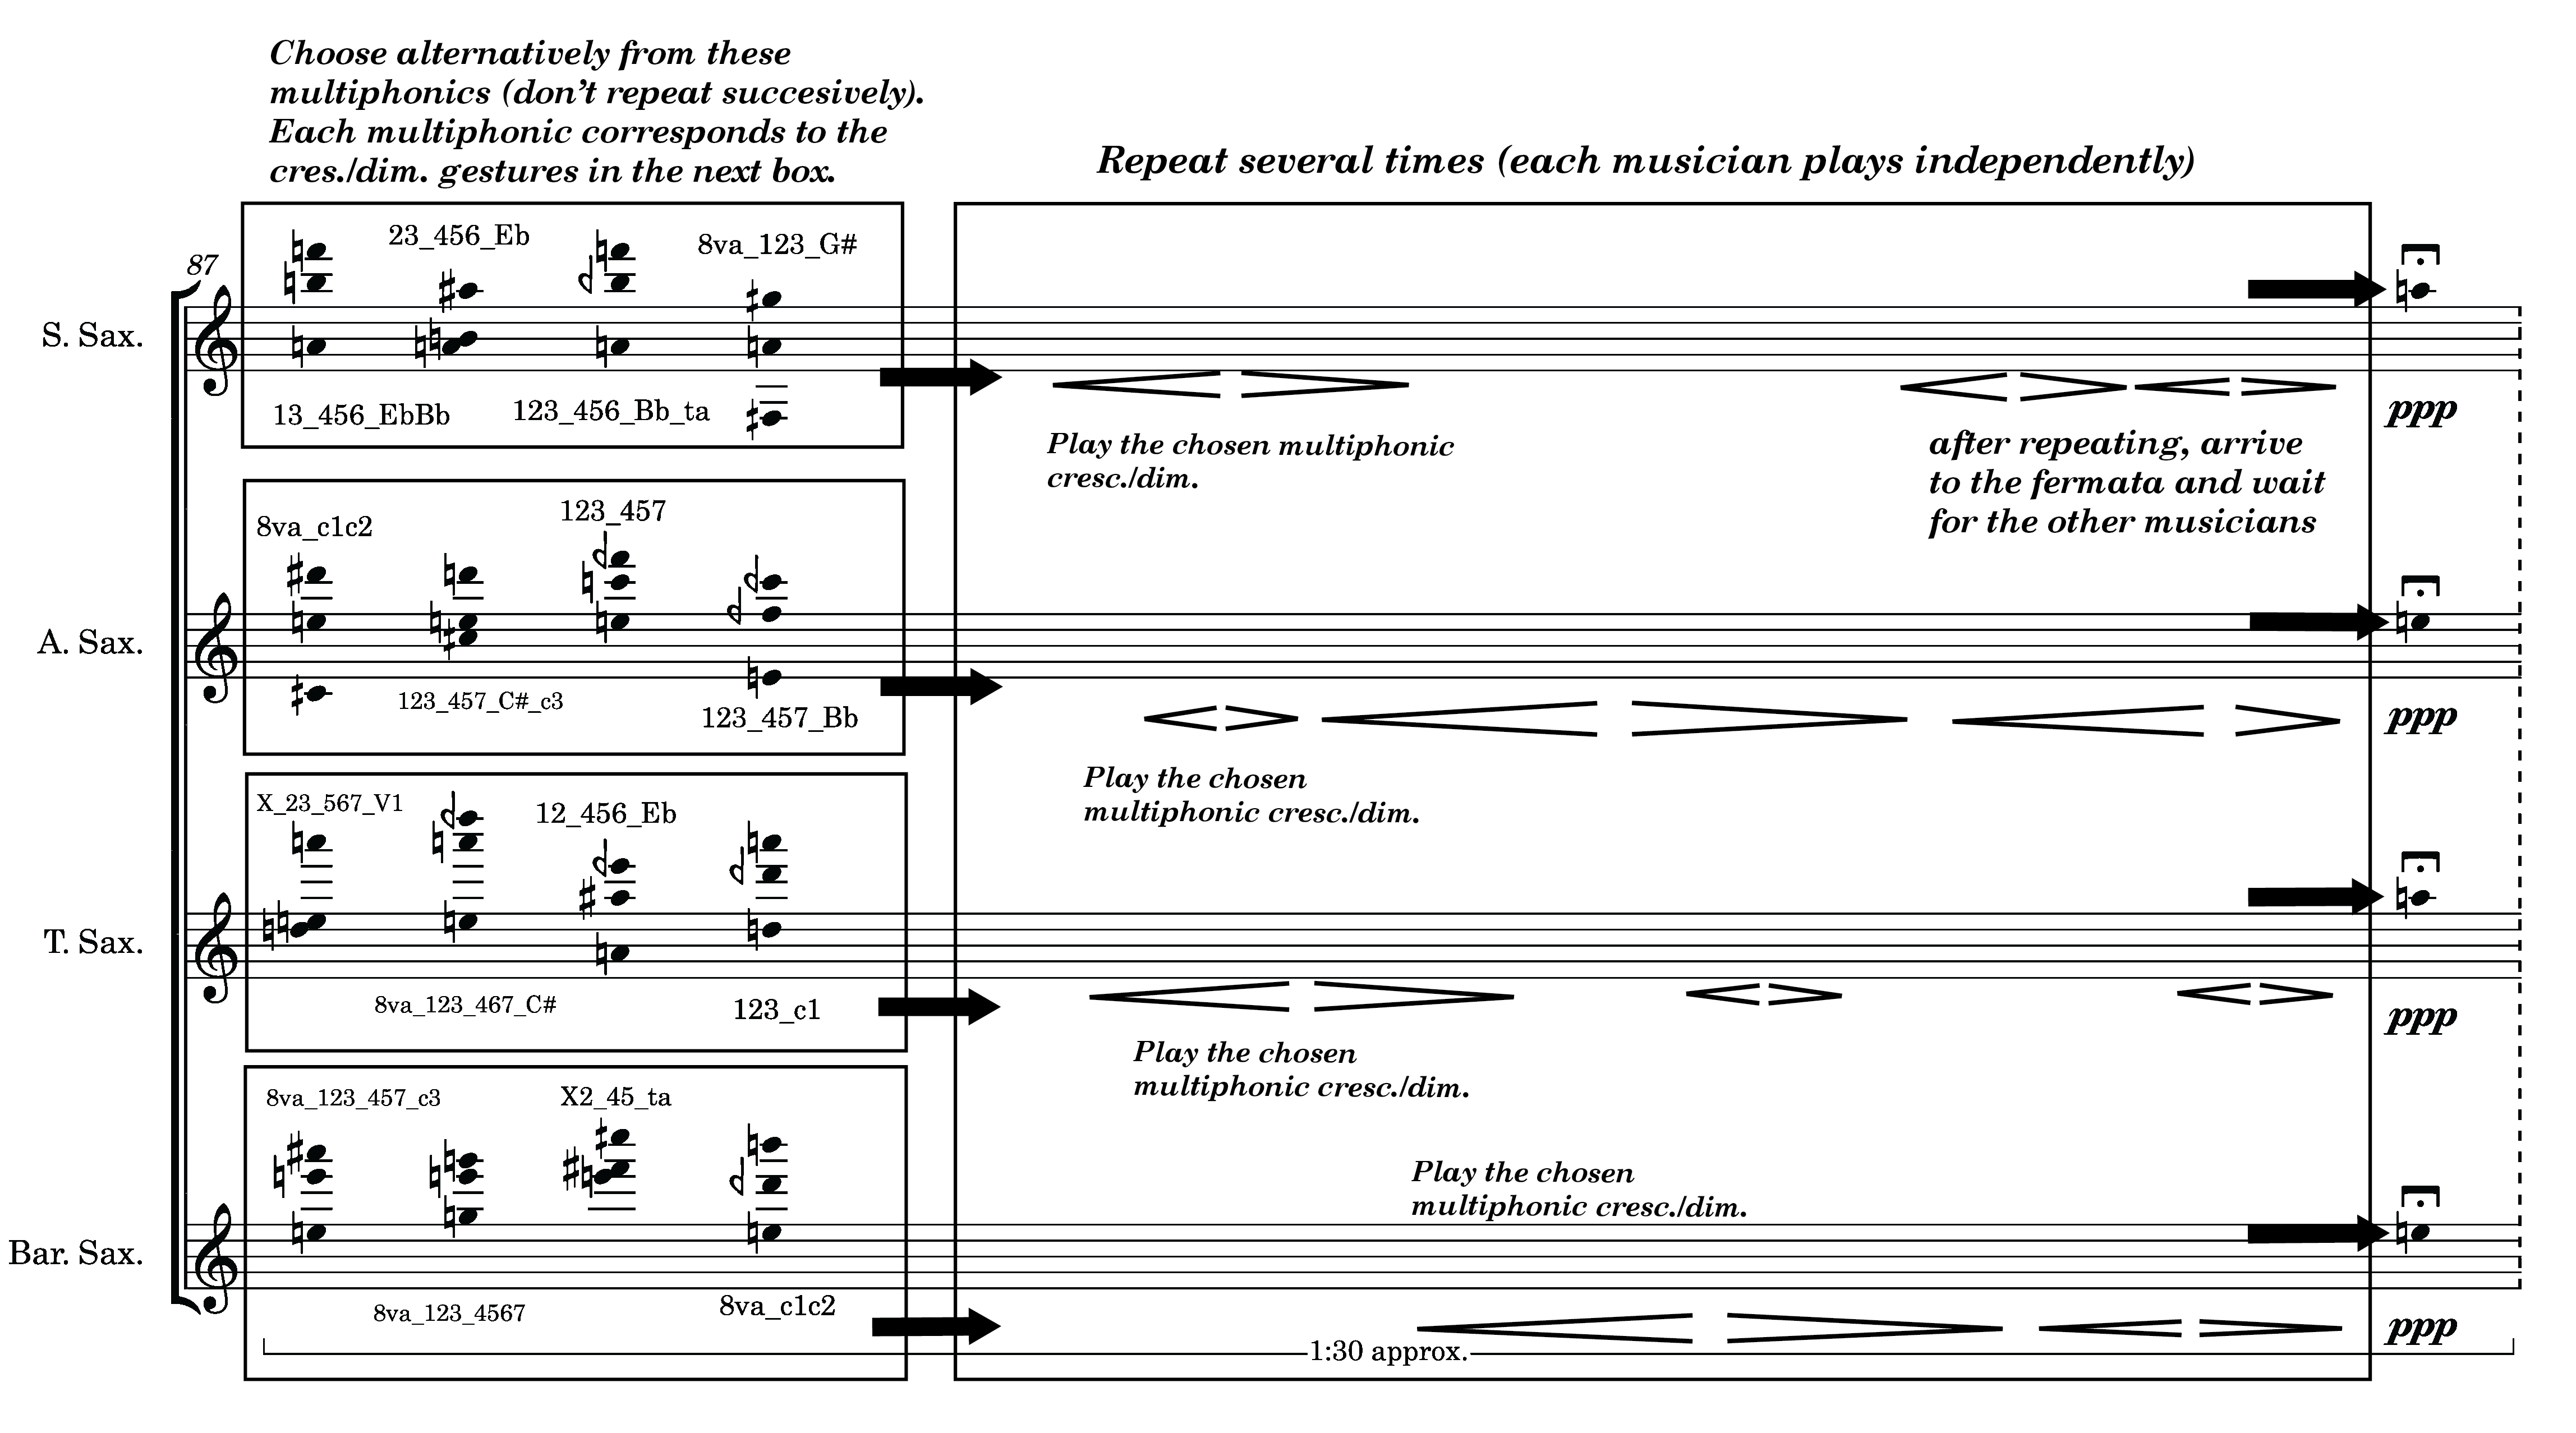 Choose alternatively from these
multiphonics (don't repeat succesively).
Each multiphonic corresponds to the
cres./dim. gestures in the next box.
Repeat several times (each musician plays independently)
87
23_456_Eb
8va_123_G#
S. Sax.
13_456_EbBb
123_456_Bb_ta
ppp
Play the chosen multiphonic
cresc./dim.
after repeating, arrive
to the fermata and wait
for the other musicians
8va_c1c2
123_457
A. Sax.
123_457_C#_c3
123_457_Bb
ppp
Play the chosen
multiphonic cresc./dim.
X_23_567_V1
12_456_Eb
T. Sax.
8va_123_467_C#
123_c1
ppp
Play the chosen
multiphonic cresc./dim.
8va_123_457_c3
X2_45_ta
Play the chosen
multiphonic cresc./dim.
Bar. Sax.
8va_123_4567
8va_c1c2
ppp
1:30 approx.